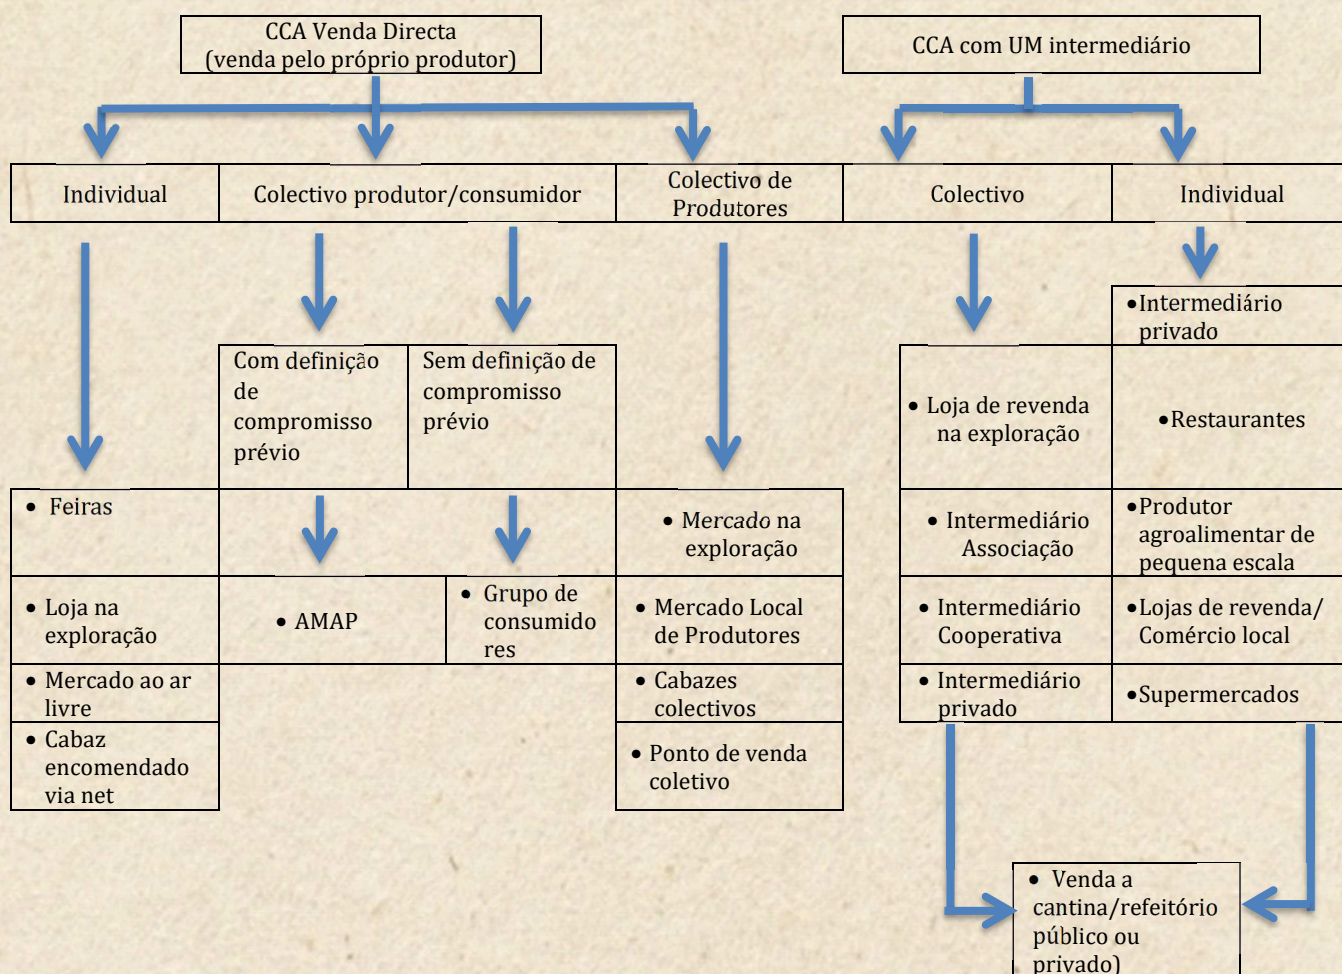 CCA Venda Directa
(venda pelo próprio produtor)
CCA com UM intermediário
Individual
Colectivo produtor/consumidor
Colectivo de
Produtores
Colectivo
Individual
•Intermediário
privado
Com definição
de
compromisso
prévio
Sem definição de
compromisso
prévio
• Loja de revenda
na exploração
•Restaurantes
• Feiras
• Mercado na
exploração
• Intermediário
Associação
•Produtor
agroalimentar de
pequena escala
• Loja na
exploração
• AMAP
• Grupo de
consumido
res
• Mercado Local
de Produtores
• Intermediário
Cooperativa
•Lojas de revenda/
Comércio local
• Mercado ao ar
livre
• Cabazes
colectivos
• Intermediário
privado
•Supermercados
• Cabaz
encomendado
via net
• Ponto de venda
coletivo
• Venda a
cantina/refeitório
público ou
privado)